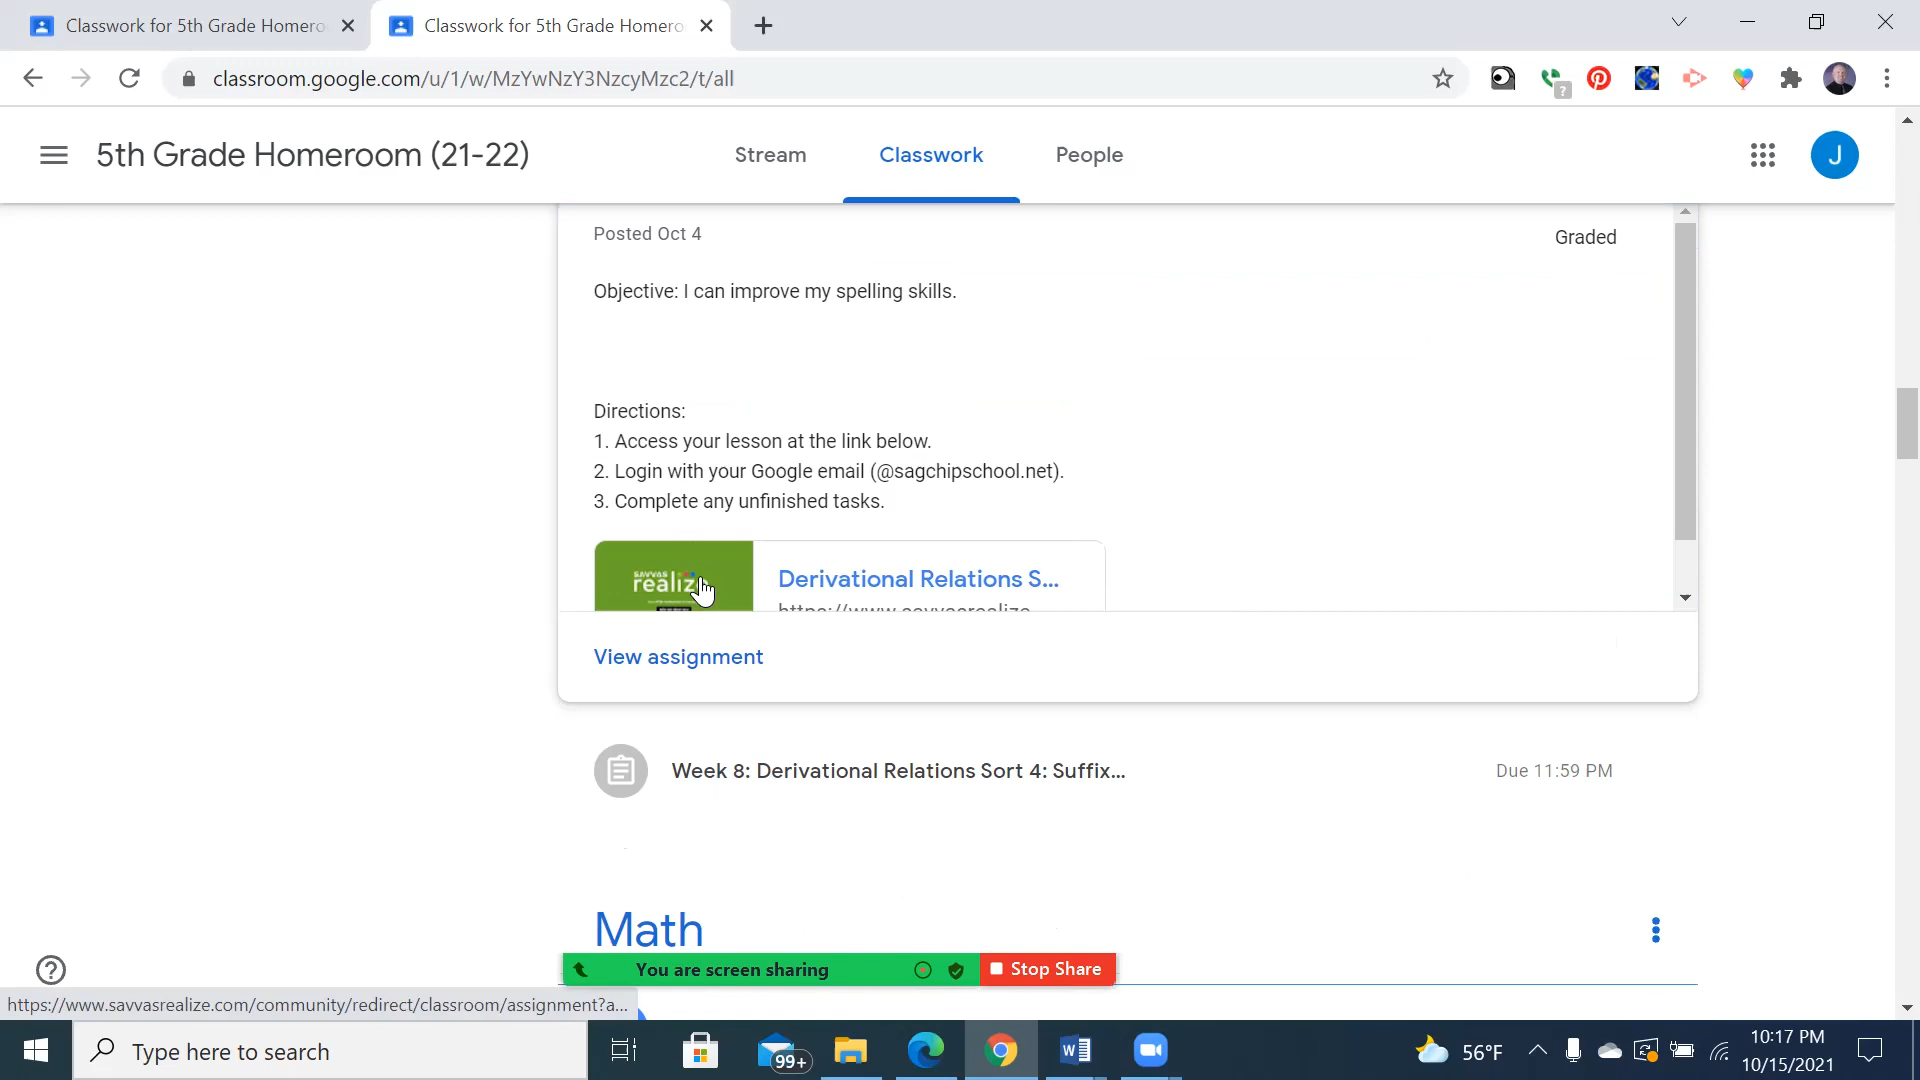 Classwork for 5th Grade Homero
Classwork for 5th Grade Homero
classroom.google.com/u/1/w/MzYwNzY3NzcyMzc2/t/all
5th Grade Homeroom (21-22)
Stream
Classwork
People
J
Posted Oct 4
Graded
Objective: I can improve my spelling skills.
Directions:
1. Access your lesson at the link below.
2. Login with your Google email (@sagchipschool.net).
3. Complete any unfinished tasks.
SAVVAS
realize
Derivational Relations S...
https://www.savvasrealize
View assignment
Week 8: Derivational Relations Sort 4: Suffix...
Due 11:59 PM
Math
You are screen sharing
Stop Share
https://www.savvasrealize.com/community/redirect/classroom/assignment?a...
Type here to search
99+
56°F
10:17 PM
10/15/2021